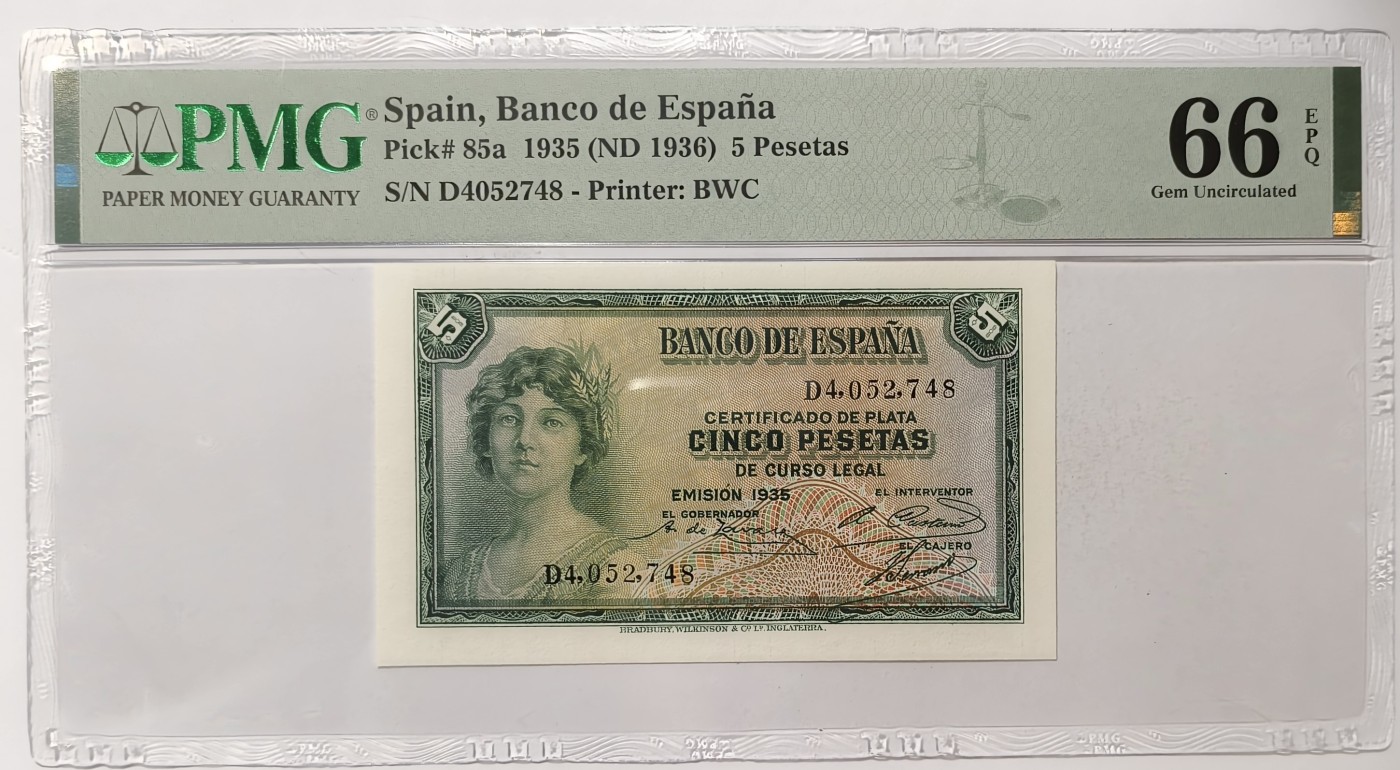 PMG®
PAPER MONEY GUARANTY
Spain, Banco de España
Pick# 85a 1935 (ND 1936) 5 Pesetas
S/N D4052748 - Printer: BWC
66
EPQ
Gem Uncirculated
5
5
BANCO DE ESPAÑA
D4,052,748
CERTIFICADO DE PLATA
CINCO PESETAS
DE CURSO LEGAL
EMISIÓN 1935
EL INTERVENTOR
EL GOBERNADOR
EL CAJERO
D4,052,748
BRADBURY, WILKINSON & Cº Lᴰ. INGLATERRA.